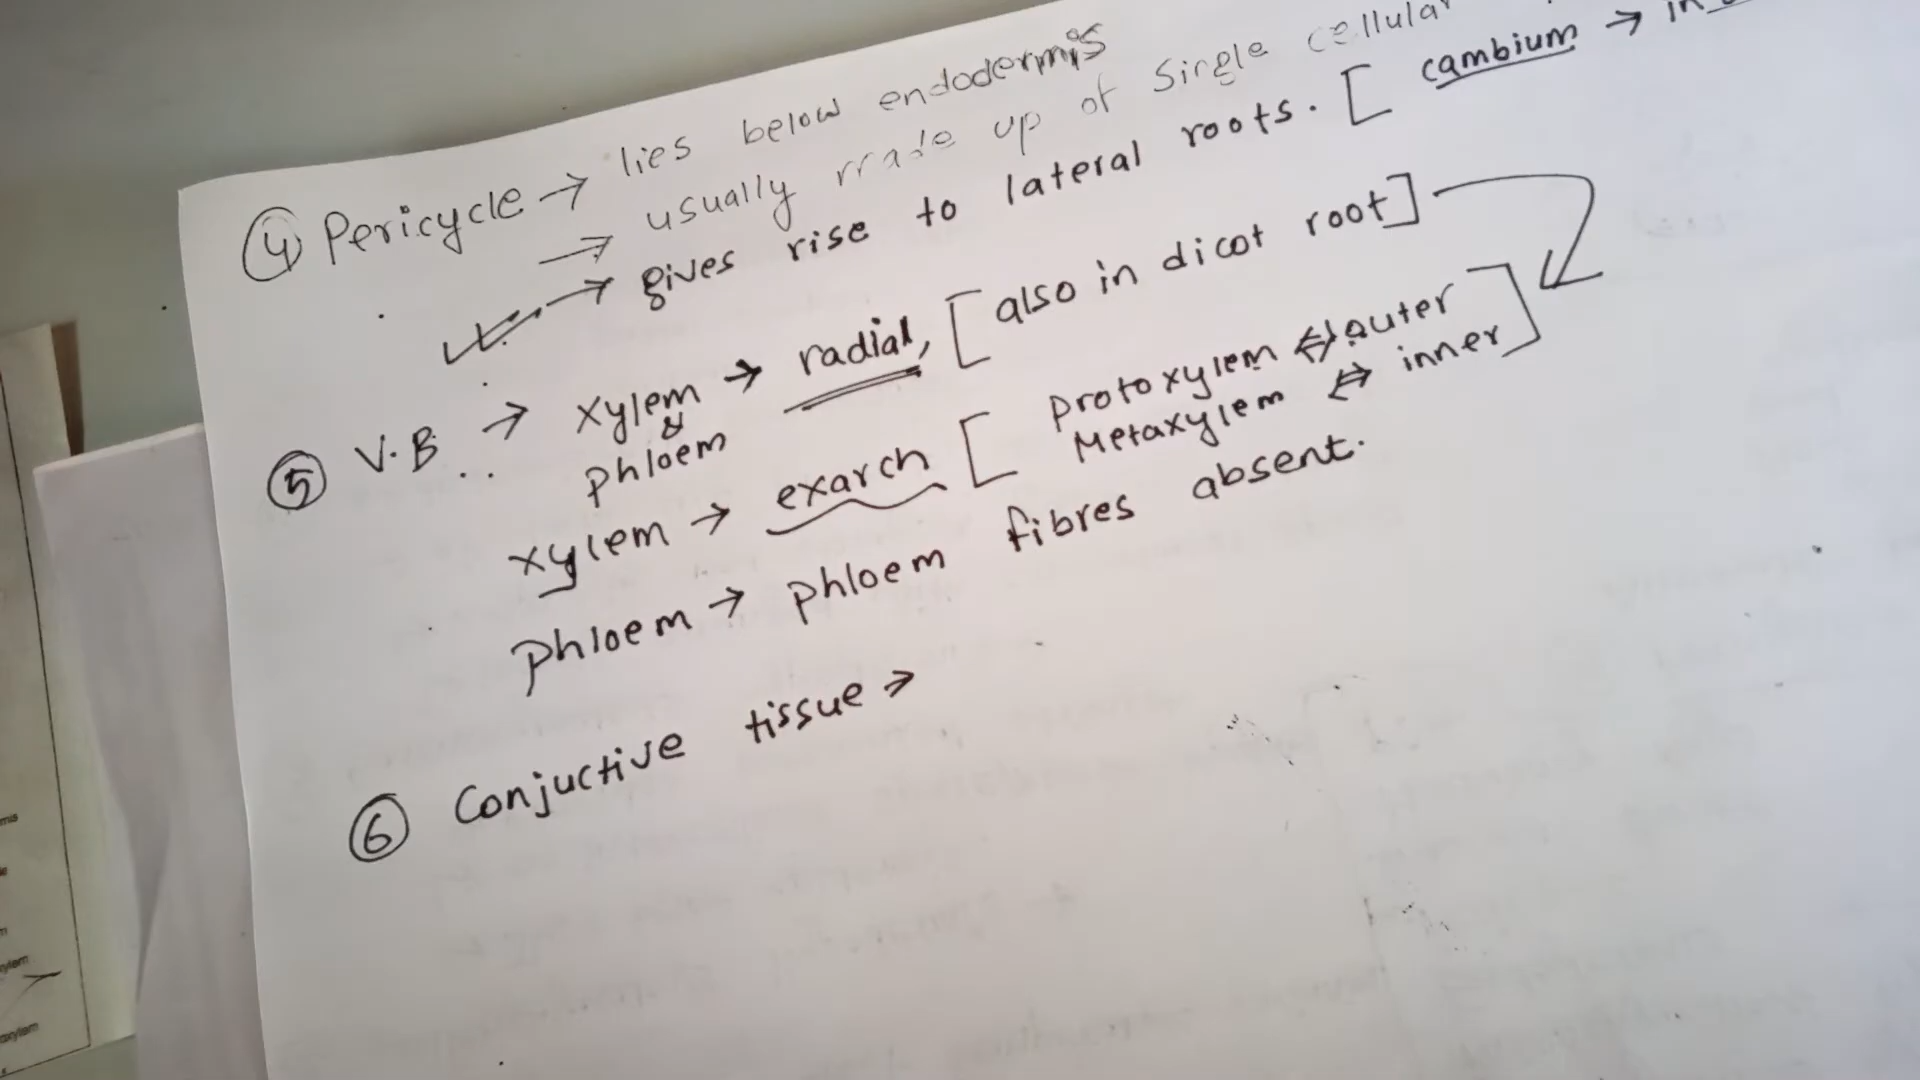 ④ Pericycle → lies below endodermis
→ usually made up of single cellular
→ gives rise to lateral roots. [ cambium → in
⑤ V.B → xylem & phloem → radial, [also in dicot root]
xylem → exarch [ Protoxylem ⇔ outer
Metaxylem ⇔ inner ]
Phloem → phloem fibres absent.
⑥ Conjuctive tissue →